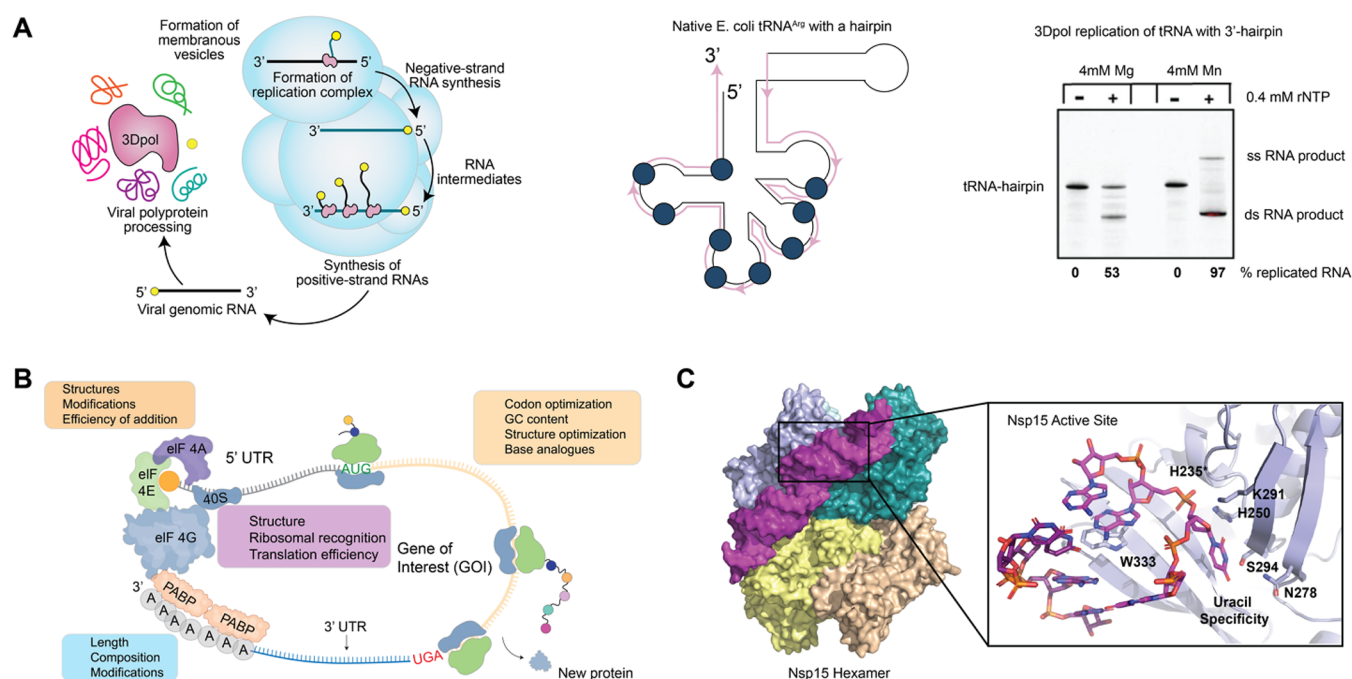 A
Formation of
membranous
vesicles
3Dpol
Viral polyprotein
processing
3' 5'
Formation of
replication complex
Negative-strand
RNA synthesis
3' 5'
RNA
intermediates
3' 5'
Synthesis of
positive-strand RNAs
5' 3'
Viral genomic RNA
Native E. coli tRNAArg with a hairpin
3'
5'
3Dpol replication of tRNA with 3'-hairpin
4mM Mg 4mM Mn
- + - + 0.4 mM rNTP
ss RNA product
tRNA-hairpin
ds RNA product
0 53 0 97 % replicated RNA
B
Structures
Modifications
Efficiency of addition
eIF 4A
eIF
4E
40S
eIF 4G
5' UTR
AUG
Codon optimization
GC content
Structure optimization
Base analogues
Structure
Ribosomal recognition
Translation efficiency
Gene of
Interest (GOI)
3'
PABP
PABP
A A A A A A A
3' UTR
UGA
New protein
Length
Composition
Modifications
C
Nsp15 Hexamer
Nsp15 Active Site
H235*
K291
H250
W333
S294
N278
Uracil
Specificity